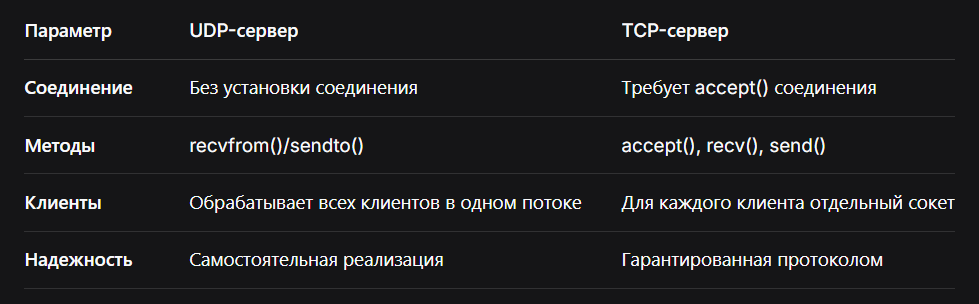 Параметр UDP-сервер TCP-сервер
Соединение Без установки соединения Требует accept() соединения
Методы recvfrom()/sendto() accept(), recv(), send()
Клиенты Обрабатывает всех клиентов в одном потоке Для каждого клиента отдельный сокет
Надежность Самостоятельная реализация Гарантированная протоколом